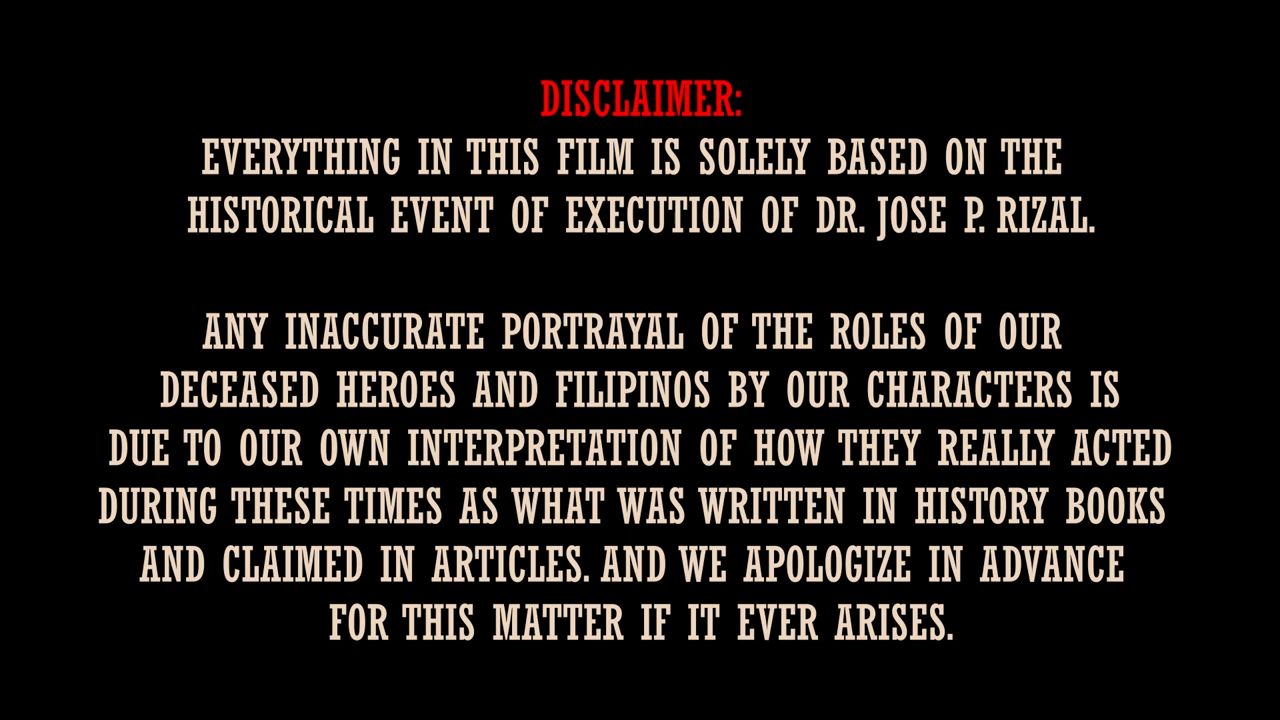 DISCLAIMER:
EVERYTHING IN THIS FILM IS SOLELY BASED ON THE
HISTORICAL EVENT OF EXECUTION OF DR. JOSE P. RIZAL.
ANY INACCURATE PORTRAYAL OF THE ROLES OF OUR
DECEASED HEROES AND FILIPINOS BY OUR CHARACTERS IS
DUE TO OUR OWN INTERPRETATION OF HOW THEY REALLY ACTED
DURING THESE TIMES AS WHAT WAS WRITTEN IN HISTORY BOOKS
AND CLAIMED IN ARTICLES. AND WE APOLOGIZE IN ADVANCE
FOR THIS MATTER IF IT EVER ARISES.